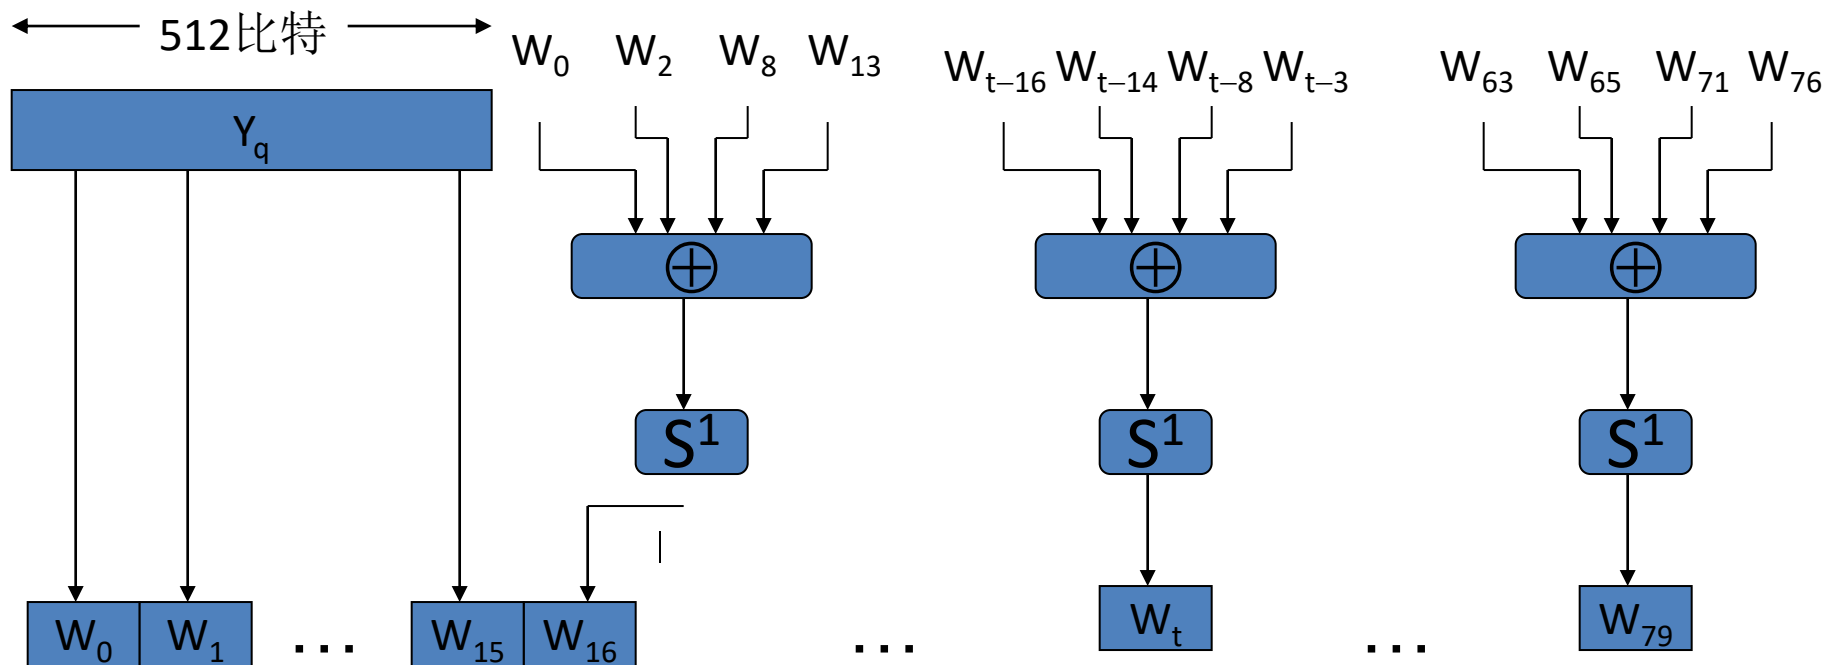 512比特
W0 W2 W8 W13 Wt–16 Wt–14 Wt–8 Wt–3 W63 W65 W71 W76
Yq
S1 S1 S1
W0 W1 … W15 W16 … Wt … W79